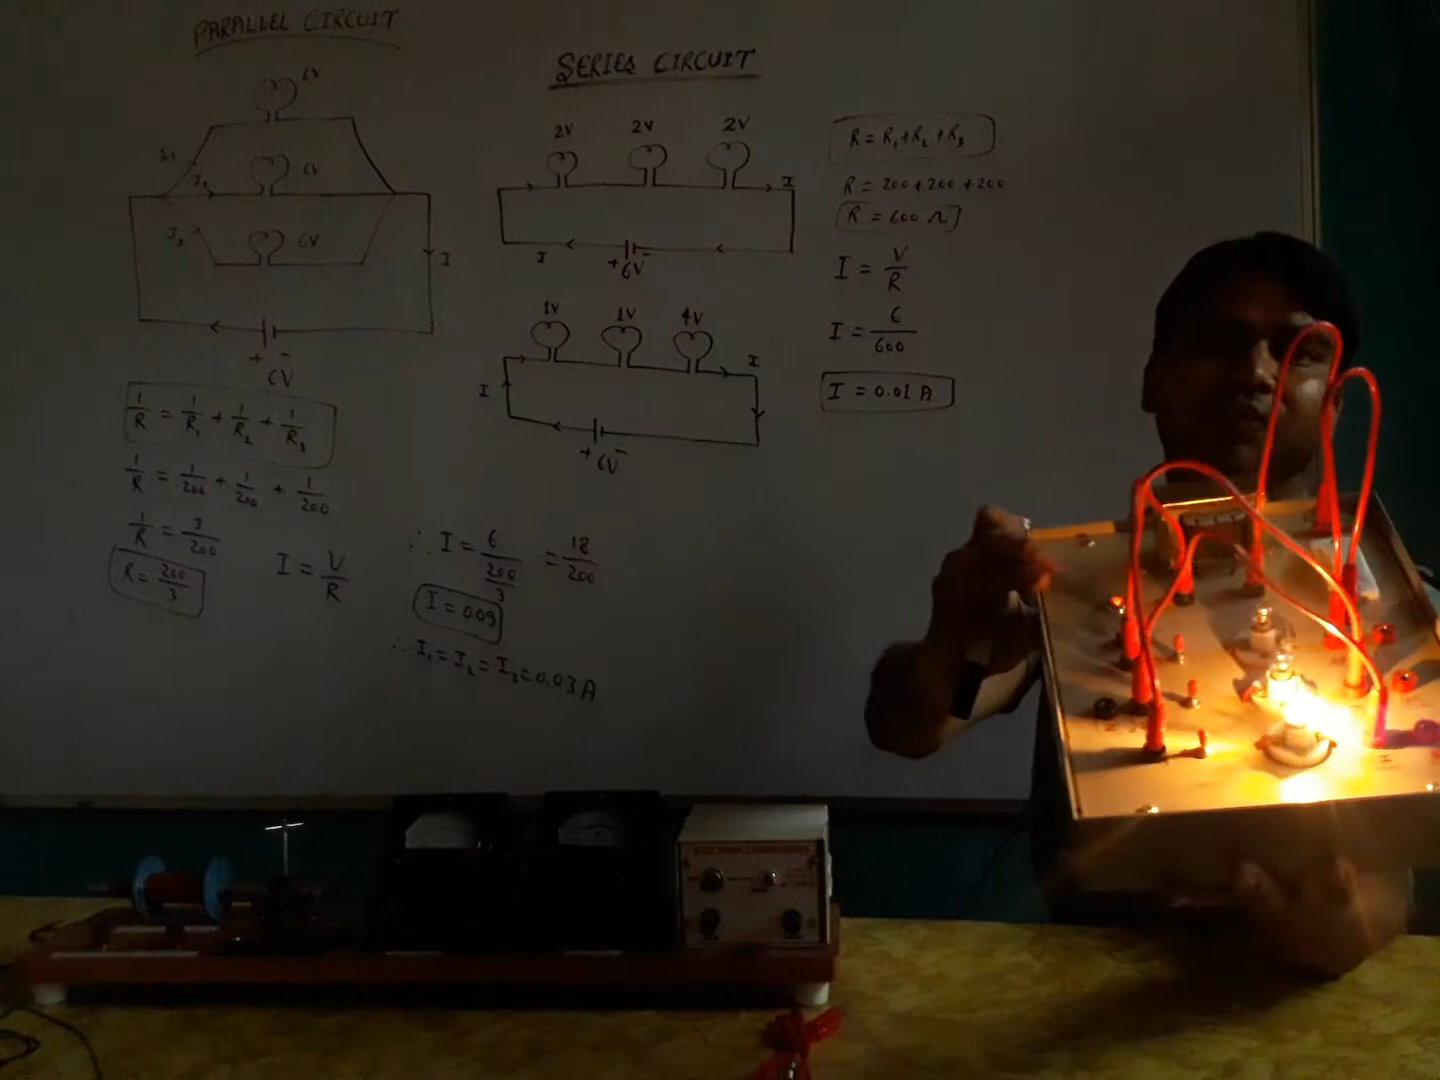 PARALLEL CIRCUIT
6V
I₁
I₂
6V
I₃
6V
I
+ -
6V
1/R = 1/R₁ + 1/R₂ + 1/R₃
1/R = 1/200 + 1/200 + 1/200
1/R = 3/200
R = 200/3
I = V/R
∴ I = 6/(200/3) = 18/200
I = 0.09
∴ I₁ = I₂ = I₃ = 0.03 A
SERIES CIRCUIT
2V 2V 2V
I
I
+ 6V -
1V 1V 4V
I
I
+ 6V -
R = R₁ + R₂ + R₃
R = 200 + 200 + 200
R = 600 Ω
I = V/R
I = 6/600
I = 0.01 A